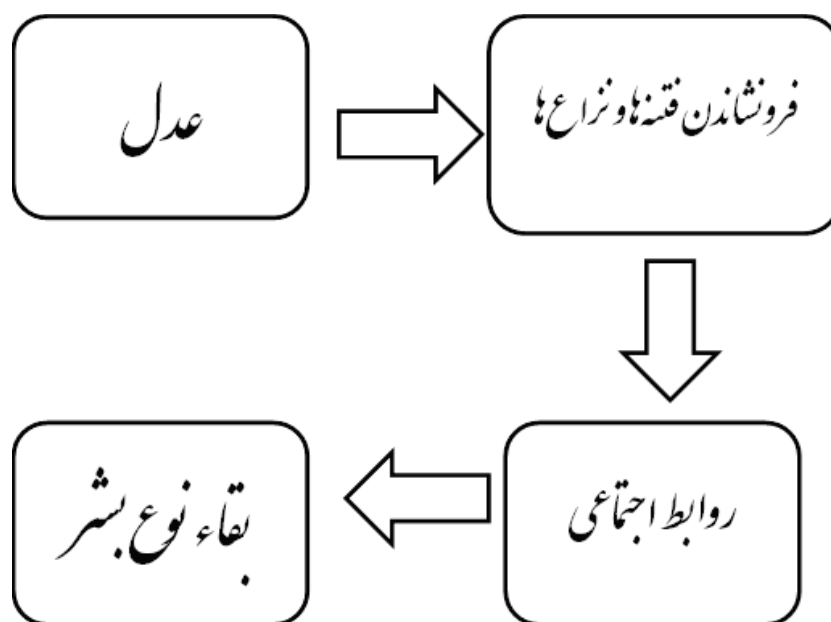 عدل
فرونشاندن فتنه‌ها و نزاع ها
روابط اجتماعی
بقاء نوع بشر